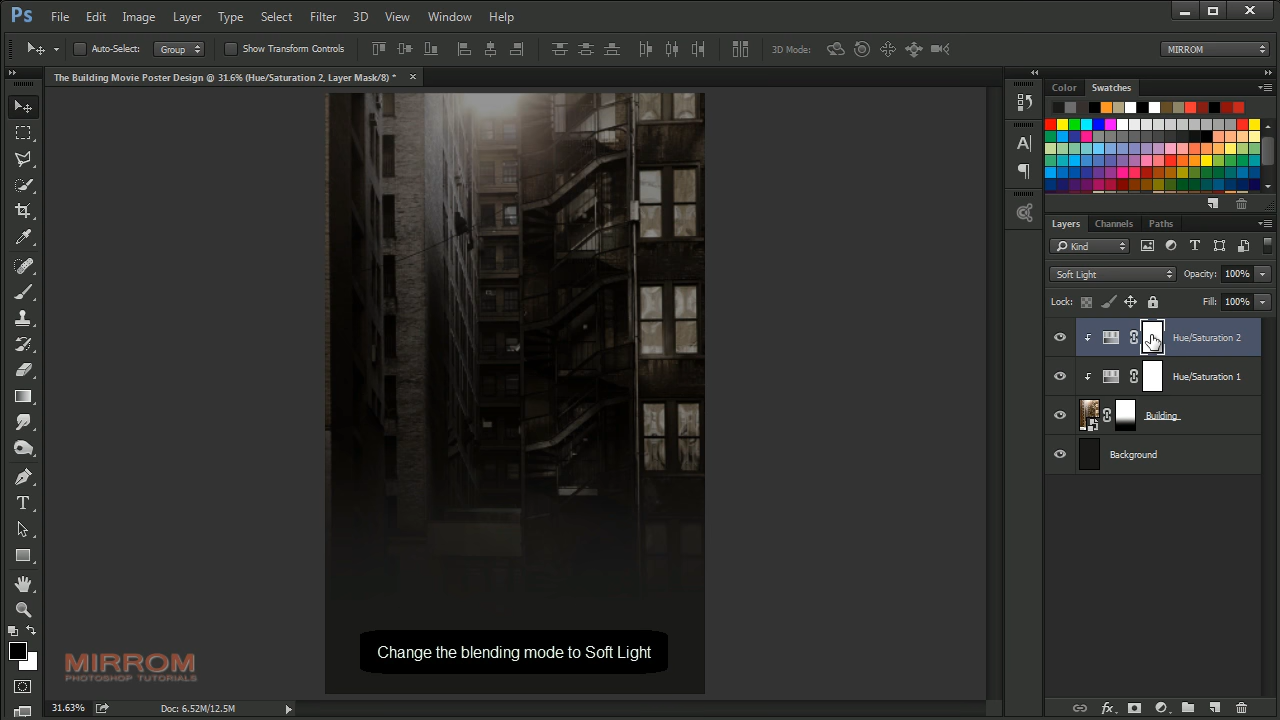 Ps File Edit Image Layer Type Select Filter 3D View Window Help
Auto-Select: Group Show Transform Controls 3D Mode: MIRROM
The Building Movie Poster Design @ 31.6% (Hue/Saturation 2, Layer Mask/8) *
Color Swatches
Layers Channels Paths
Kind
Soft Light Opacity: 100%
Lock: Fill: 100%
Hue/Saturation 2
Hue/Saturation 1
Building
Background
Change the blending mode to Soft Light
MIRROM
PHOTOSHOP TUTORIALS
31.63% Doc: 6.52M/12.5M